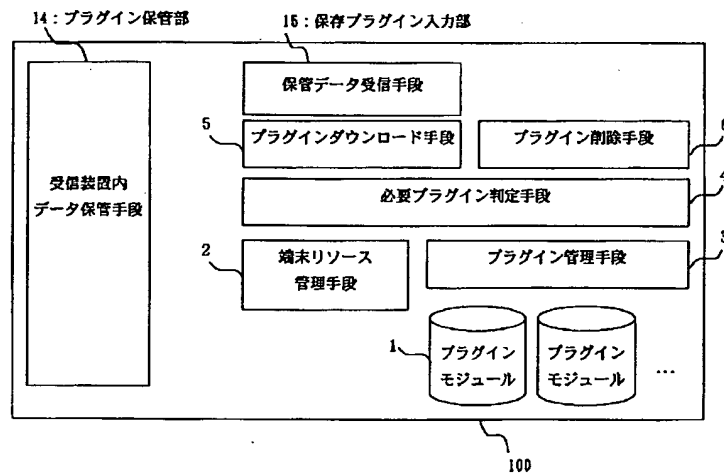 14:プラグイン保管部
15:保存プラグイン入力部
保管データ受信手段
5
プラグインダウンロード手段
プラグイン削除手段
6
受信装置内
データ保管手段
必要プラグイン判定手段
4
2
端末リソース
管理手段
プラグイン管理手段
3
1
プラグイン
モジュール
プラグイン
モジュール
...
100